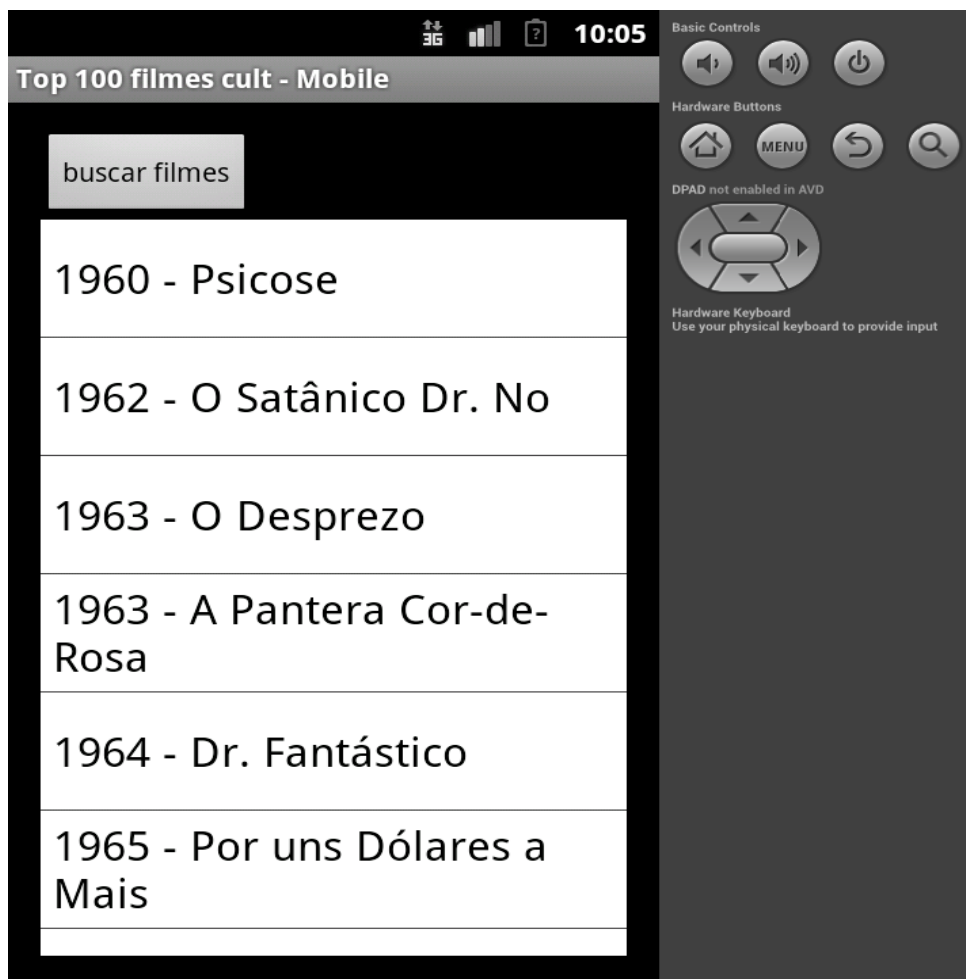 3G
10:05
Top 100 filmes cult - Mobile
buscar filmes
1960 - Psicose
1962 - O Satânico Dr. No
1963 - O Desprezo
1963 - A Pantera Cor-de-
Rosa
1964 - Dr. Fantástico
1965 - Por uns Dólares a
Mais
Basic Controls
Hardware Buttons
MENU
DPAD not enabled in AVD
Hardware Keyboard
Use your physical keyboard to provide input